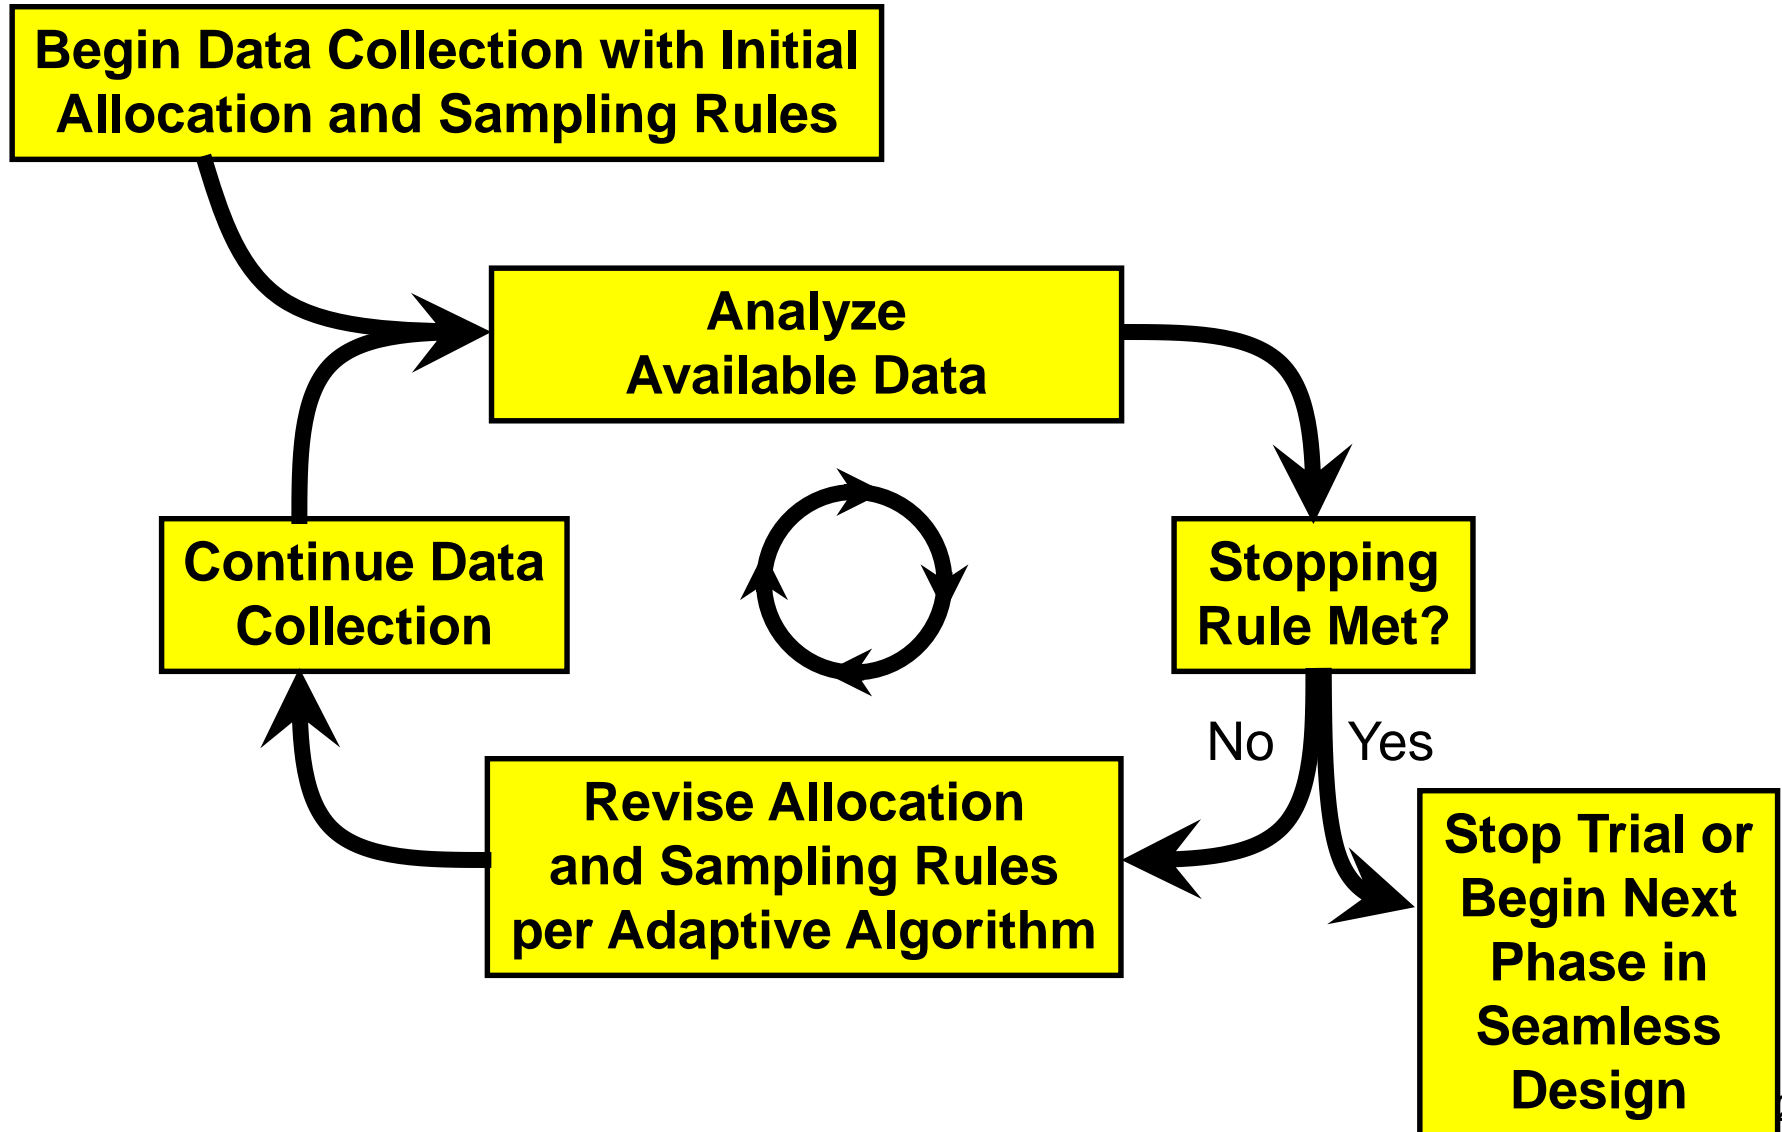 Begin Data Collection with Initial
Allocation and Sampling Rules
Analyze
Available Data
Continue Data
Collection
Stopping
Rule Met?
No
Yes
Revise Allocation
and Sampling Rules
per Adaptive Algorithm
Stop Trial or
Begin Next
Phase in
Seamless
Design